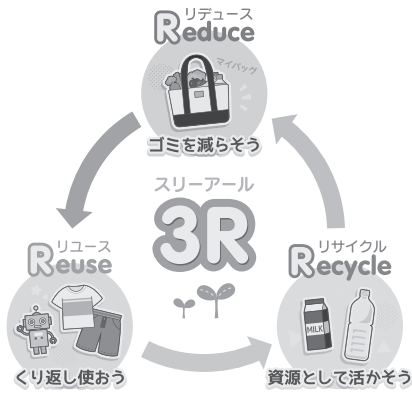 リデュース
Reduce
マイバッグ
ゴミを減らそう
スリーアール
3R
リユース
Reuse
くり返し使おう
リサイクル
Recycle
MILK
資源として活かそう